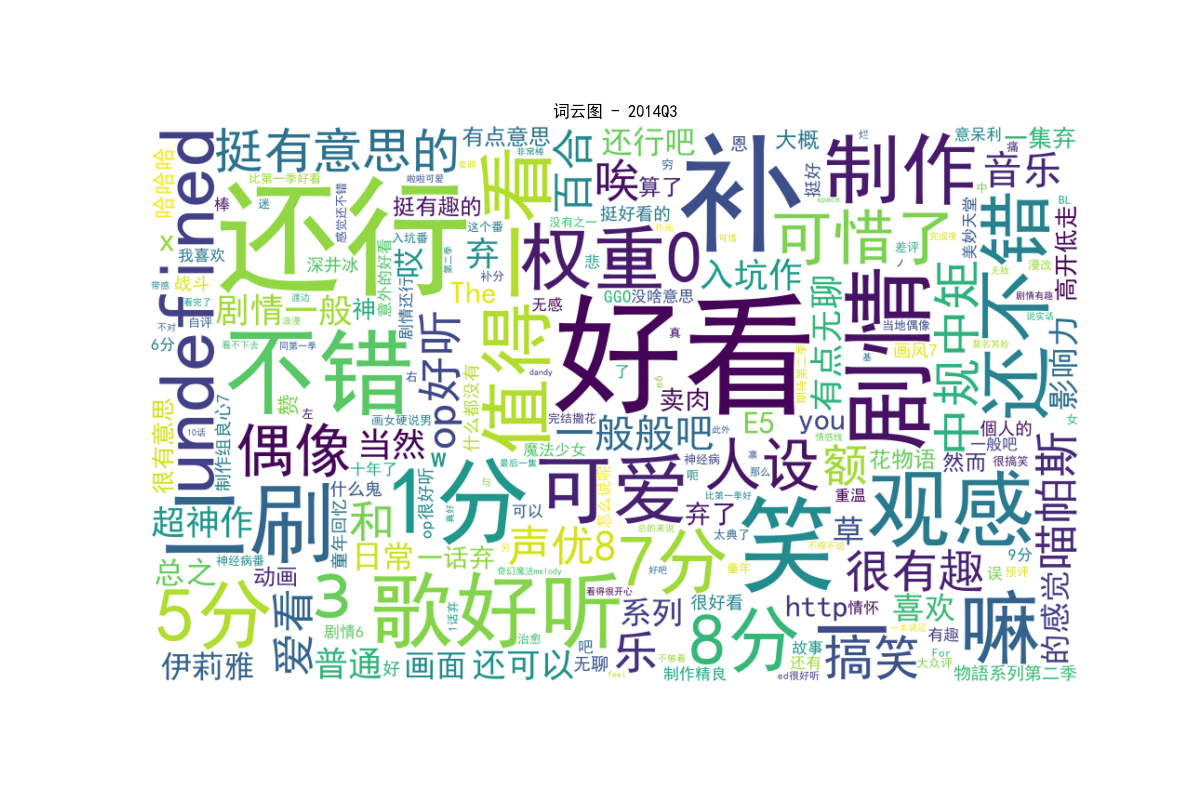 词云图 - 2014Q3
哈哈哈
undefined
挺有意思的
比第一季好看
棒
迷
非常棒
卖萌
啦啦可爱
有点意思
感觉还不错
挺有趣的
一看
百合
还行吧
唉
算了
穷
恩
大概
挺好
补
烂
制作
意呆利
一集弃
痛
音乐
BL
中
space
还行
这个番
没有之一
挺好看的
作画
可惜
可惜了
差评
完成度
美妙天堂
还不错
高开低走
×
我喜欢
深井冰
入坑番
弃
哎
第二季
补分
悲
权重0
入坑作
漫改
无敌
带感
战斗
看完了
渡边
浪漫
剧情一般
神
意外的好看
剧情还行
The
无感
GGO没啥意思
真
有点无聊
剧情
当地偶像
中规中矩
剧情有趣
说实话
影响力
不对
自评
6分
看不下去
同第一季
不错
右
op好听
什么都没有
值得
dandy
好看
了
e6
卖肉
期待第二季
基
画风7
莫名其妙
女
赞
很有意思
10话
制作组良心7
左
画女硬说男
偶像
当然
w
完结撒花
一般般吧
此外
E5
you
情感线
個人的
一般吧
很搞笑
魔法少女
神经病
呃
凛
那么
人设
额
花物语
然而
喵帕斯
超神作
刷
童年回忆
什么鬼
十年了
和
op很好听
1分
最后一集
与
真好
可以
可爱
怎么说呢
弃了
比第一季好
太典了
重温
草
笑
观感
9分
神经病番
总之
动画
日常
一话弃
另
奇幻魔法melody
声优8
总的来说
7分
好吧
童年
不得不说
很有趣
误
预评
5分
爱看
3
剧情6
1话弃
歌好听
看得很开心
治愈
系列
很好看
http
情怀
喜欢
一本满足
有趣
嘛
的感觉
伊莉雅
普通
好
画面
还可以
吧
无聊
乐
feel
不够看
制作精良
8分
ed很好听
故事
还有
搞笑
大众评
For
物語系列第二季